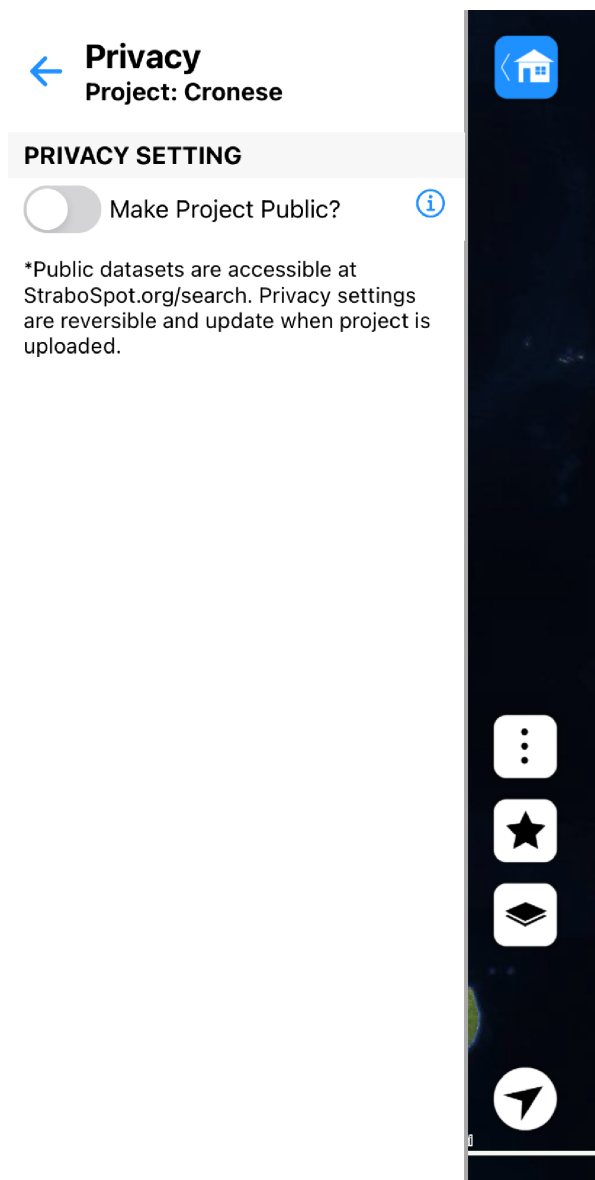 Privacy
Project: Cronese
PRIVACY SETTING
Make Project Public?
*Public datasets are accessible at
StraboSpot.org/search. Privacy settings
are reversible and update when project is
uploaded.